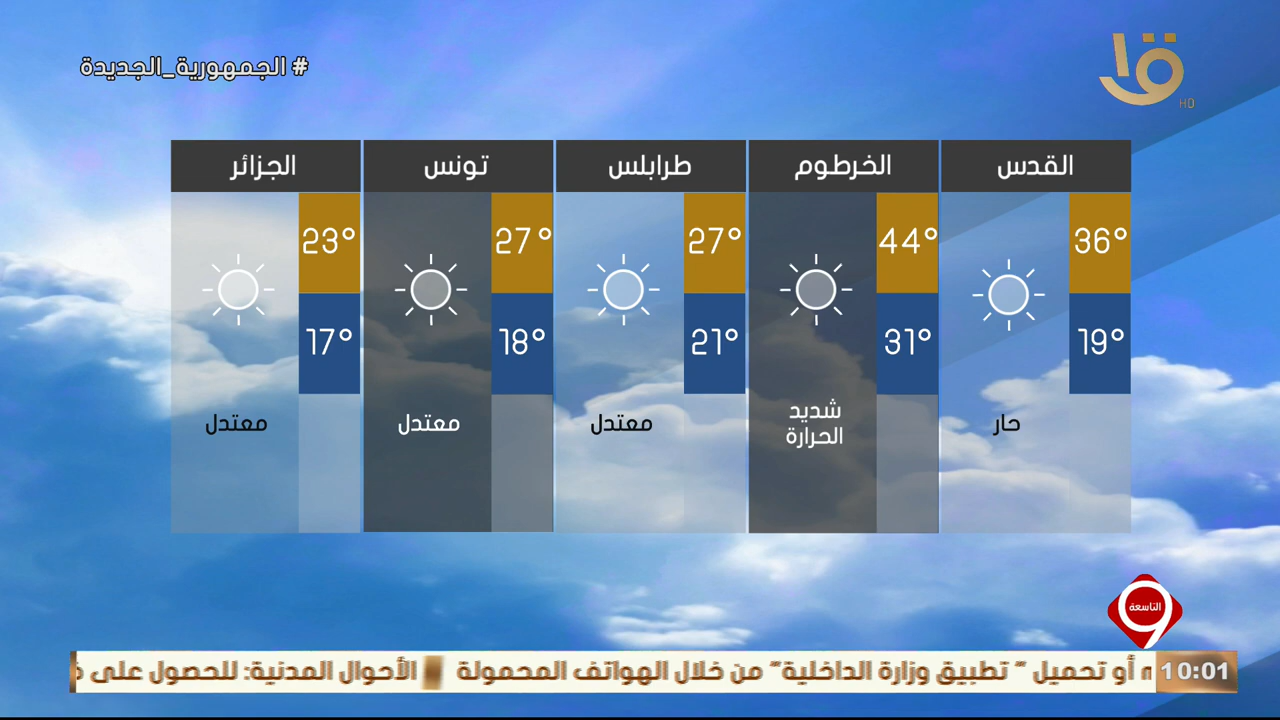 #الجمهورية_الجديدة
HD
القدس
36°
19°
حار
الخرطوم
44°
31°
شديد
الحرارة
طرابلس
27°
21°
معتدل
تونس
27°
18°
معتدل
الجزائر
23°
17°
معتدل
التاسعة
9
10:01
أو تحميل " تطبيق وزارة الداخلية" من خلال الهواتف المحمولة
الأحوال المدنية: للحصول على